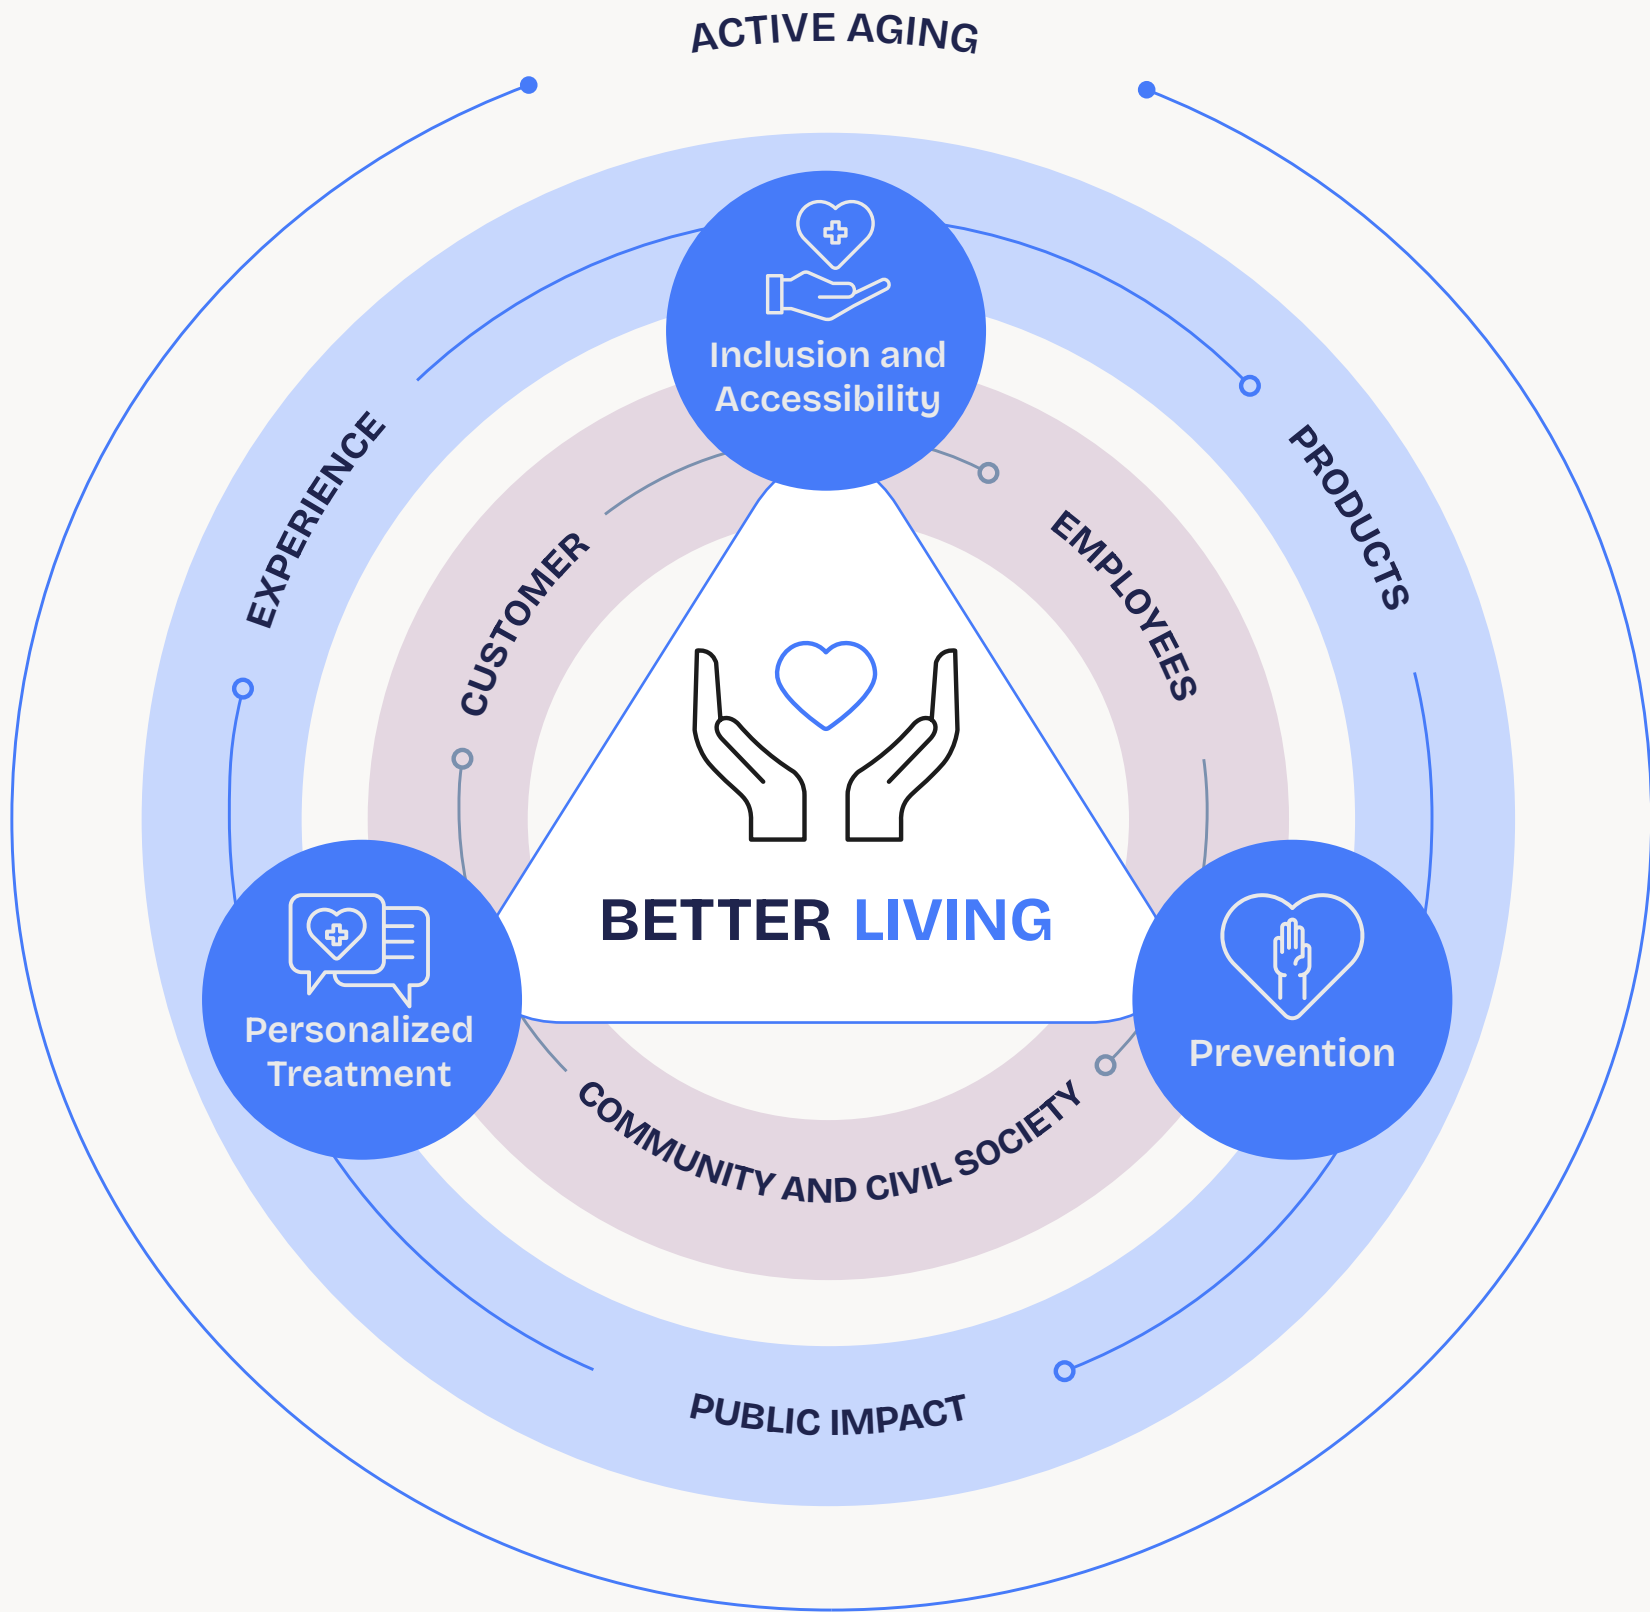 ACTIVE AGING
Inclusion and
Accessibility
EXPERIENCE
PRODUCTS
CUSTOMER
EMPLOYEES
BETTER LIVING
Personalized
Treatment
Prevention
COMMUNITY AND CIVIL SOCIETY
PUBLIC IMPACT